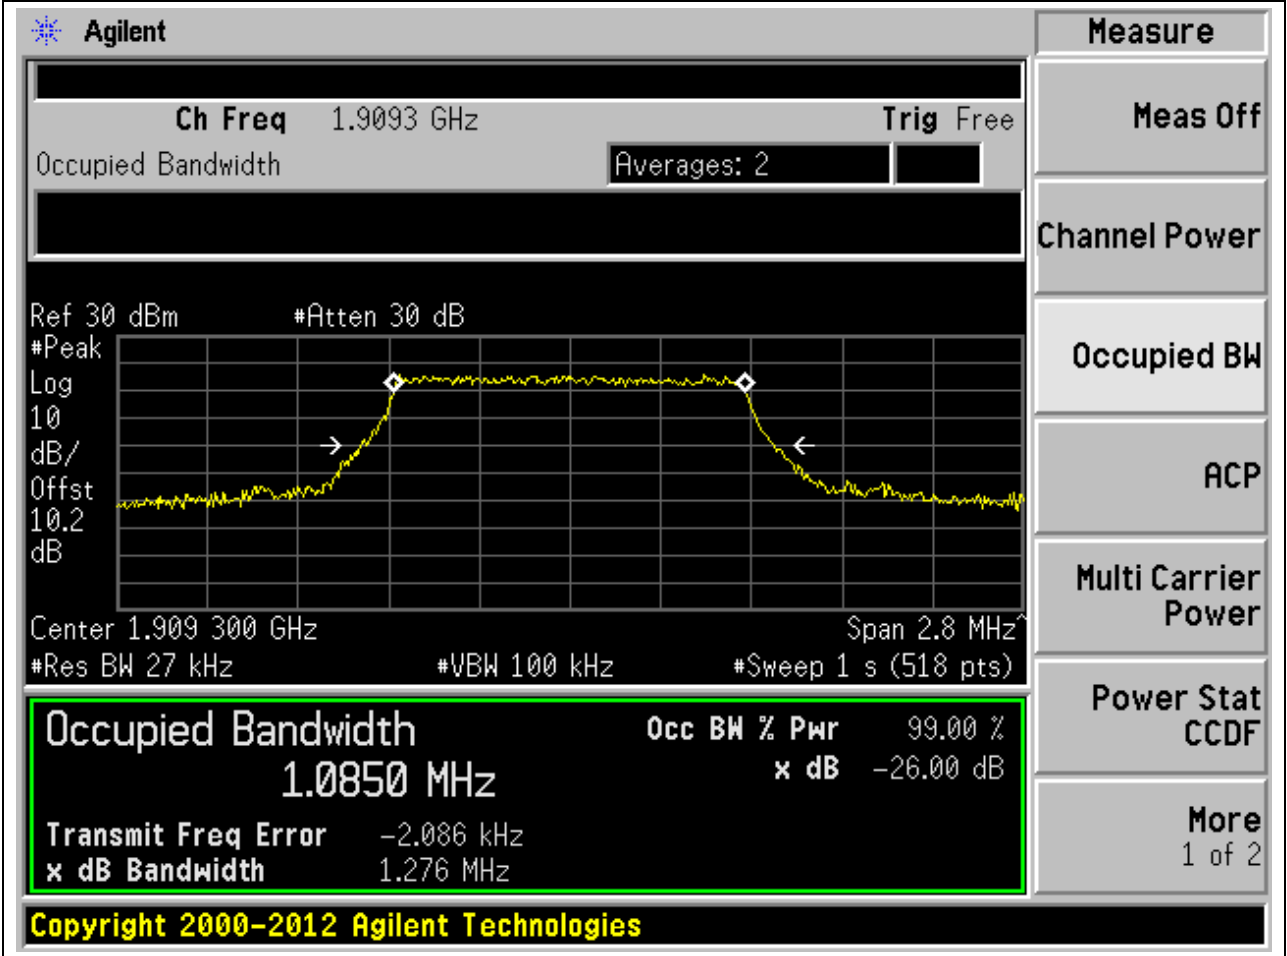 Agilent
Measure
Ch Freq 1.9093 GHz Trig Free
Occupied Bandwidth Averages: 2
Ref 30 dBm #Atten 30 dB
#Peak
Log
10
dB/
Offst
10.2
dB
Center 1.909 300 GHz Span 2.8 MHz^
#Res BW 27 kHz #VBW 100 kHz #Sweep 1 s (518 pts)
Occupied Bandwidth
1.0850 MHz
Occ BW % Pwr 99.00 %
x dB -26.00 dB
Transmit Freq Error -2.086 kHz
x dB Bandwidth 1.276 MHz
Meas Off
Channel Power
Occupied BW
ACP
Multi Carrier
Power
Power Stat
CCDF
More
1 of 2
Copyright 2000-2012 Agilent Technologies